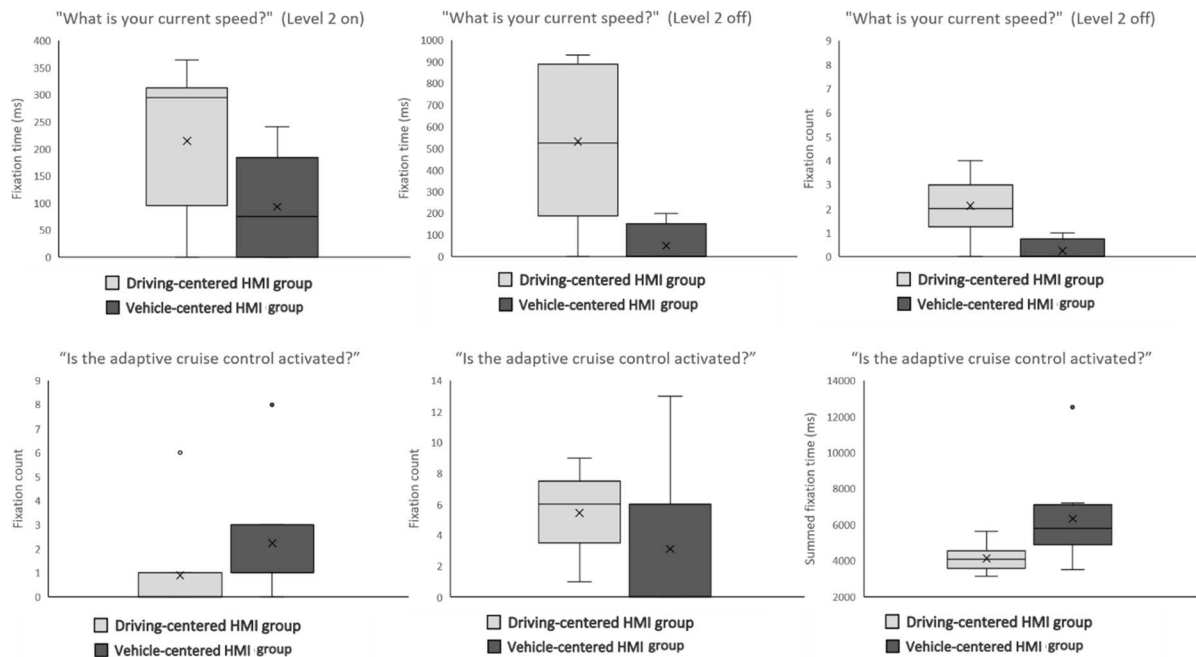 "What is your current speed?" (Level 2 on)
400
350
300
250
200
150
100
50
0
Fixation time (ms)
Driving-centered HMI group
Vehicle-centered HMI group
"What is your current speed?" (Level 2 off)
1000
900
800
700
600
500
400
300
200
100
0
Fixation time (ms)
Driving-centered HMI group
Vehicle-centered HMI group
"What is your current speed?" (Level 2 off)
9
8
7
6
5
4
3
2
1
0
Fixation count
Driving-centered HMI group
Vehicle-centered HMI group
“Is the adaptive cruise control activated?”
9
8
7
6
5
4
3
2
1
0
Fixation count
Driving-centered HMI group
Vehicle-centered HMI group
“Is the adaptive cruise control activated?”
14
12
10
8
6
4
2
0
Fixation count
Driving-centered HMI group
Vehicle-centered HMI group
“Is the adaptive cruise control activated?”
14000
12000
10000
8000
6000
4000
2000
Summed fixation time (ms)
Driving-centered HMI group
Vehicle-centered HMI group